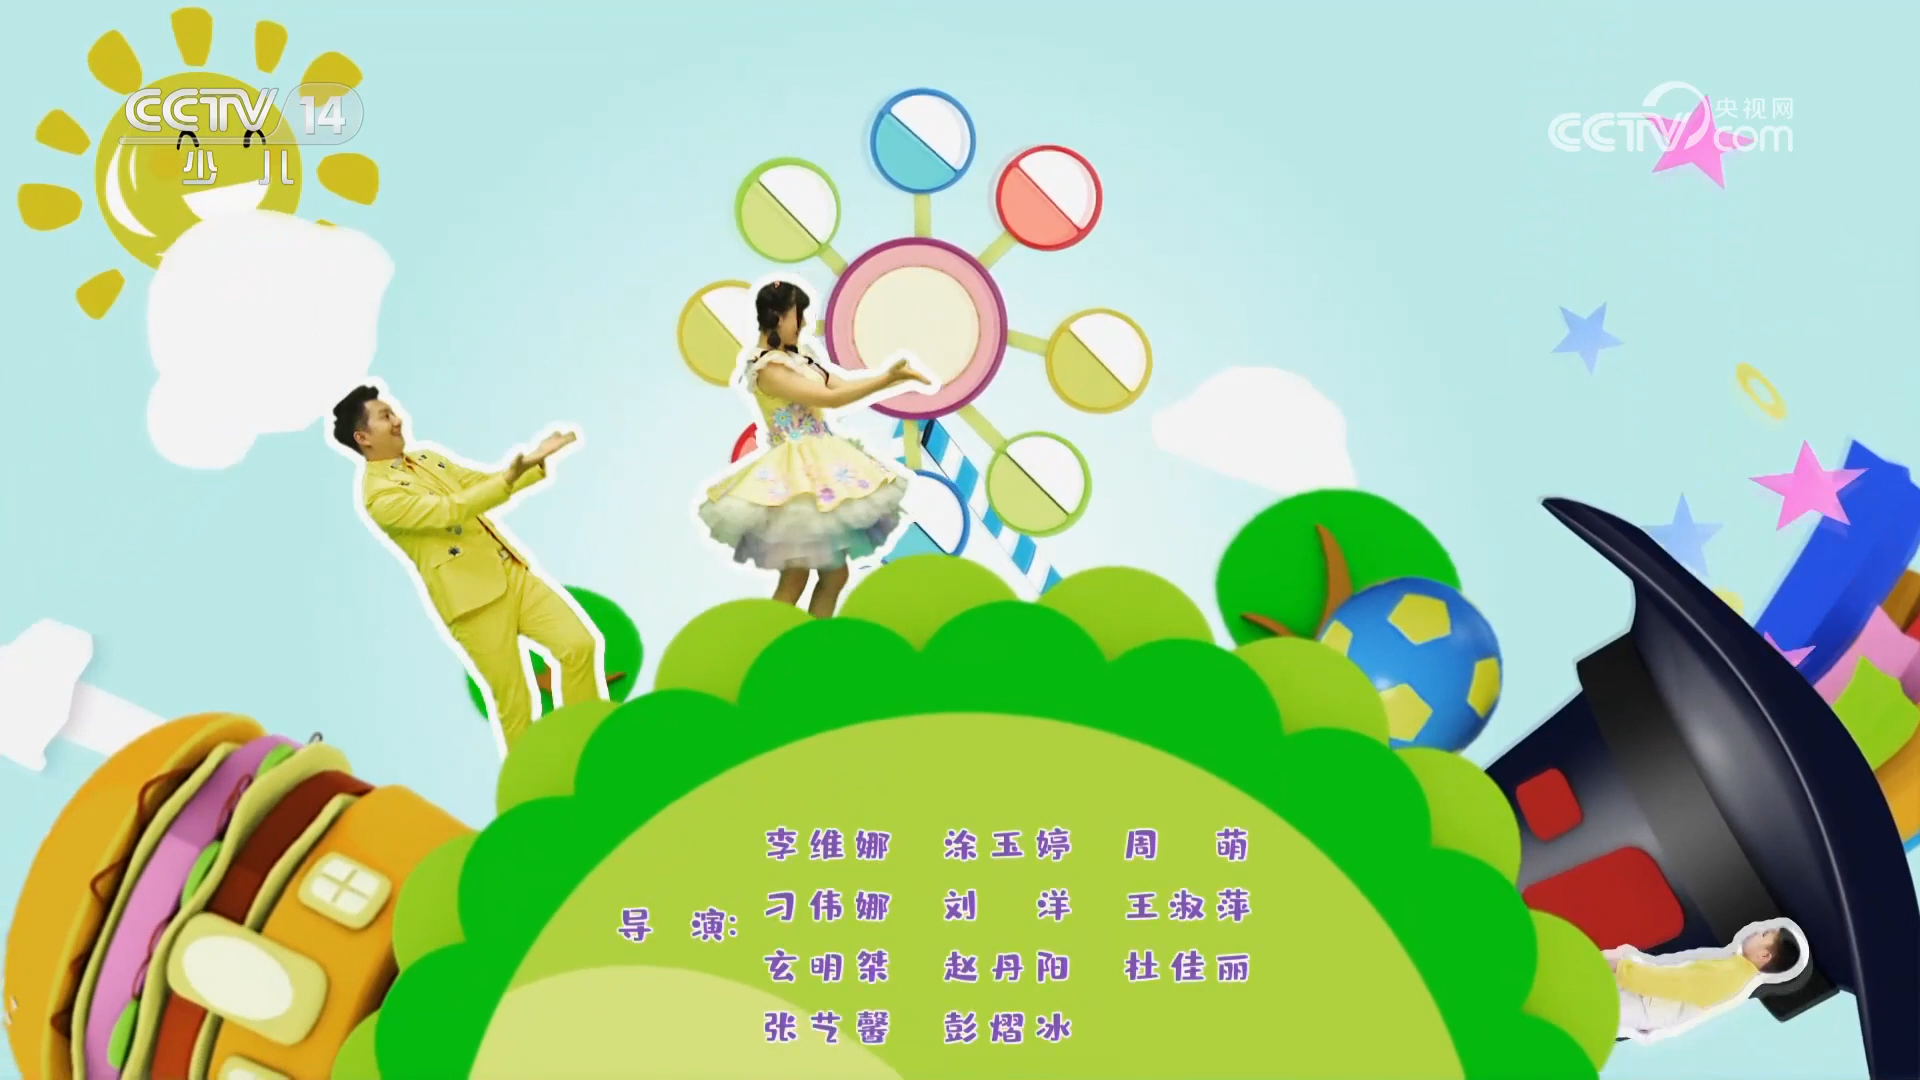 CCTV 14
少儿
央视网
CCTV.com
李维娜 涂玉婷 周萌
刁伟娜 刘洋 王淑萍
导演:
玄明桀 赵丹阳 杜佳丽
张艺馨 彭熠冰